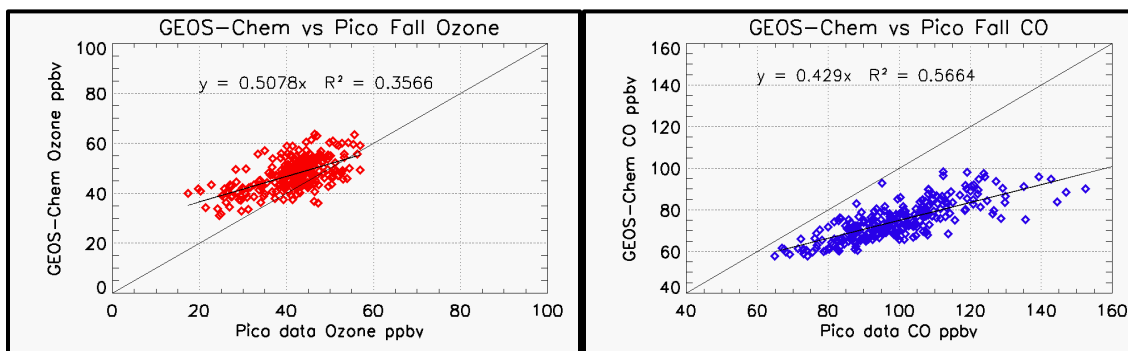 GEOS-Chem vs Pico Fall Ozone
y = 0.5078x R² = 0.3566
GEOS-Chem Ozone ppbv
100
80
60
40
20
0
0 20 40 60 80 100
Pico data Ozone ppbv
GEOS-Chem vs Pico Fall CO
y = 0.429x R² = 0.5664
GEOS-Chem CO ppbv
160
140
120
100
80
60
40
40 60 80 100 120 140 160
Pico data CO ppbv